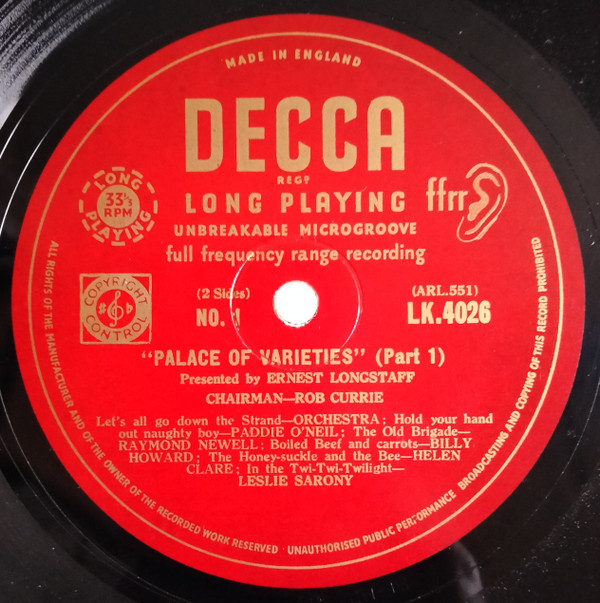 MADE IN ENGLAND
DECCA
REGD
LONG PLAYING
UNBREAKABLE MICROGROOVE
full frequency range recording
LONG
33⅓
RPM
PLAYING
ffrr
COPYRIGHT
CONTROL
(2 Sides)
NO. 1
(ARL.551)
LK.4026
"PALACE OF VARIETIES" (Part 1)
Presented by ERNEST LONGSTAFF
CHAIRMAN—ROB CURRIE
Let's all go down the Strand—ORCHESTRA; Hold your hand
out naughty boy—PADDIE O'NEIL; The Old Brigade—
RAYMOND NEWELL; Boiled Beef and carrots—BILLY
HOWARD; The Honey-suckle and the Bee—HELEN
CLARE; In the Twi-Twi-Twilight—
LESLIE SARONY
ALL RIGHTS OF THE MANUFACTURER AND OF THE OWNER OF THE RECORDED WORK RESERVED · UNAUTHORISED PUBLIC PERFORMANCE BROADCASTING AND COPYING OF THIS RECORD PROHIBITED